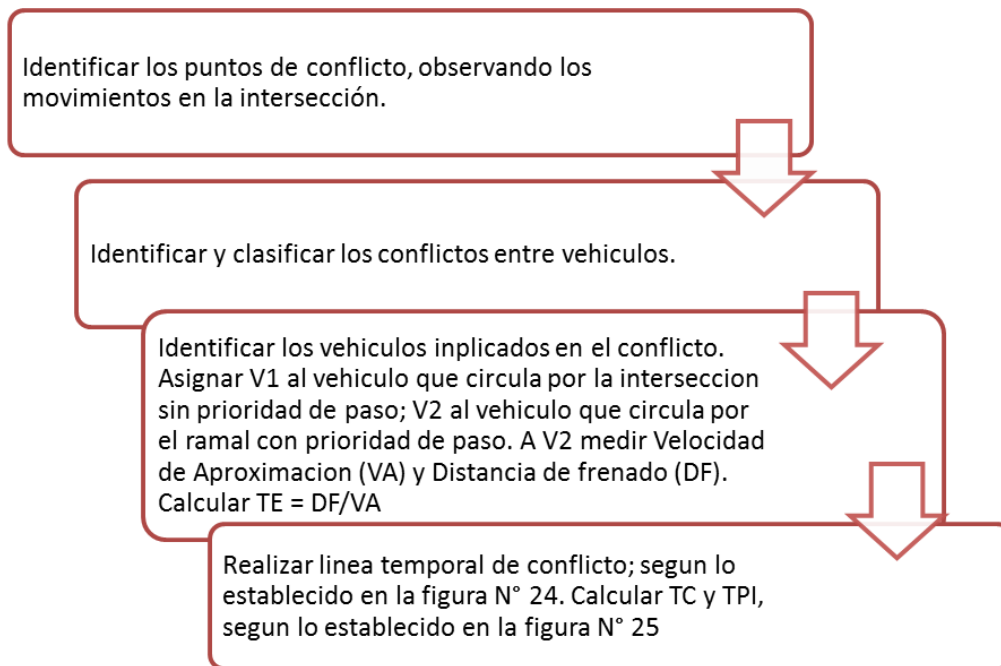 Identificar los puntos de conflicto, observando los
movimientos en la intersección.
Identificar y clasificar los conflictos entre vehiculos.
Identificar los vehiculos inplicados en el conflicto.
Asignar V1 al vehiculo que circula por la interseccion
sin prioridad de paso; V2 al vehiculo que circula por
el ramal con prioridad de paso. A V2 medir Velocidad
de Aproximacion (VA) y Distancia de frenado (DF).
Calcular TE = DF/VA
Realizar linea temporal de conflicto; segun lo
establecido en la figura N° 24. Calcular TC y TPI,
segun lo establecido en la figura N° 25